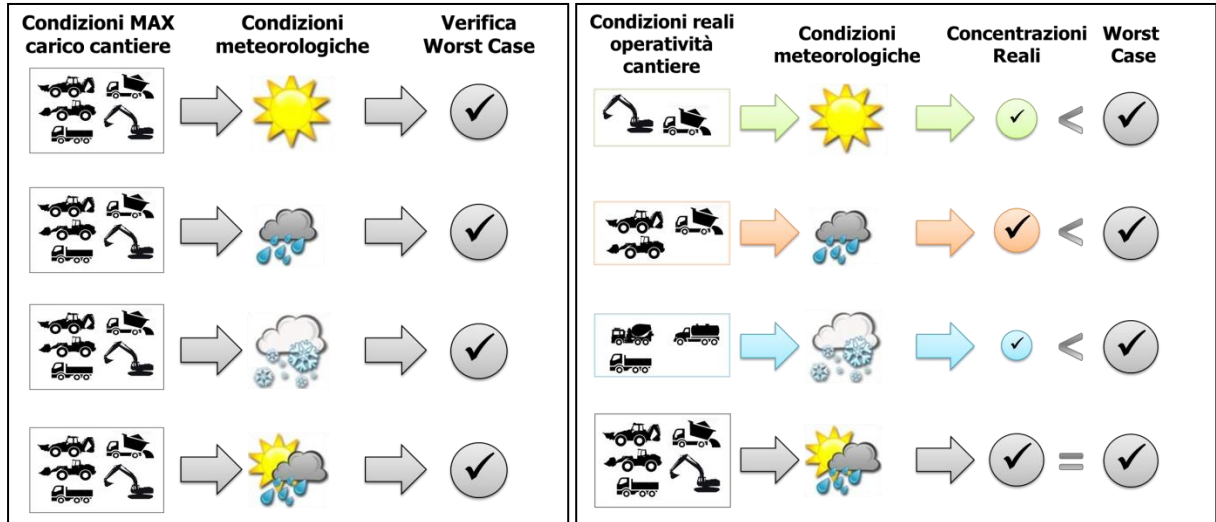 Condizioni MAX
carico cantiere
Condizioni
meteorologiche
Verifica
Worst Case
Condizioni reali
operatività
cantiere
Condizioni
meteorologiche
Concentrazioni
Reali
Worst
Case
<
<
<
=